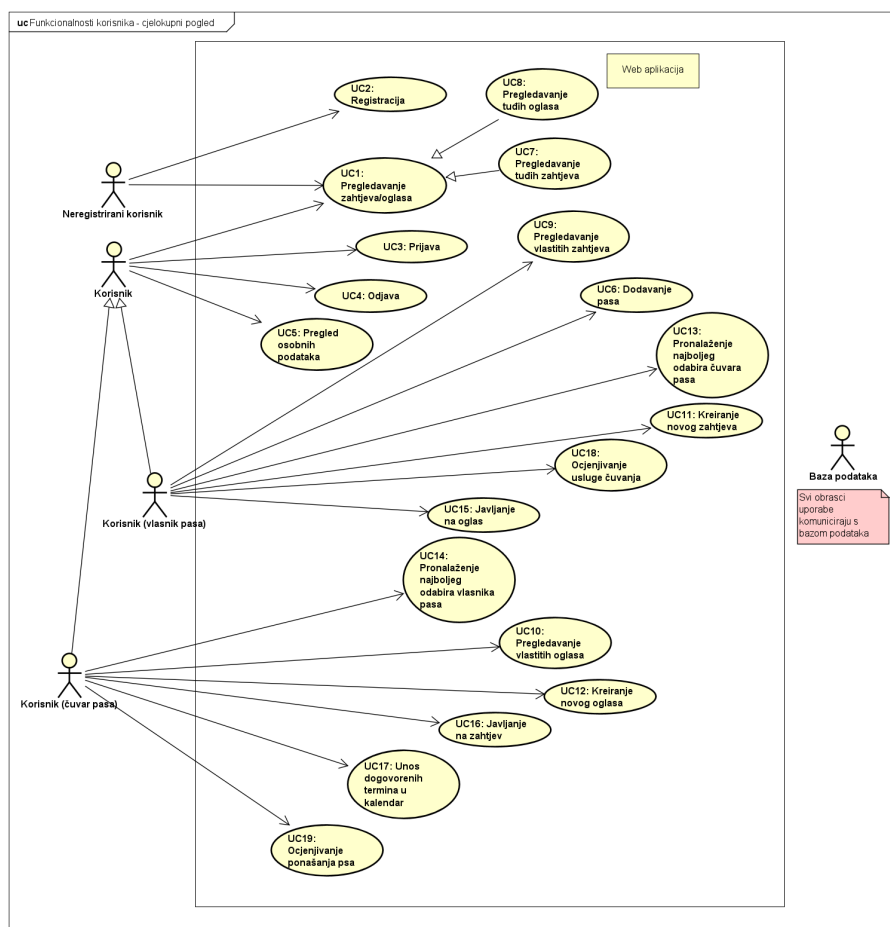 uc Funkcionalnosti korisnika - cjelokupni pogled
Web aplikacija
UC2:
Registracija
UC8:
Pregledavanje
tuđih oglasa
UC1:
Pregledavanje
zahtjeva/oglasa
UC7:
Pregledavanje
tuđih zahtjeva
Neregistrirani korisnik
UC9:
Pregledavanje
vlastitih zahtjeva
UC3: Prijava
Korisnik
UC4: Odjava
UC6: Dodavanje
pasa
UC5: Pregled
osobnih
podataka
UC13:
Pronalaženje
najboljeg
odabira čuvara
pasa
UC11: Kreiranje
novog zahtjeva
UC18:
Ocjenjivanje
usluge čuvanja
Baza podataka
Svi obrasci
uporabe
komuniciraju s
bazom podataka
Korisnik (vlasnik pasa)
UC15: Javljanje
na oglas
UC14:
Pronalaženje
najboljeg
odabira vlasnika
pasa
UC10:
Pregledavanje
vlastitih oglasa
Korisnik (čuvar pasa)
UC12: Kreiranje
novog oglasa
UC16: Javljanje
na zahtjev
UC17: Unos
dogovorenih
termina u
kalendar
UC19:
Ocjenjivanje
ponašanja psa